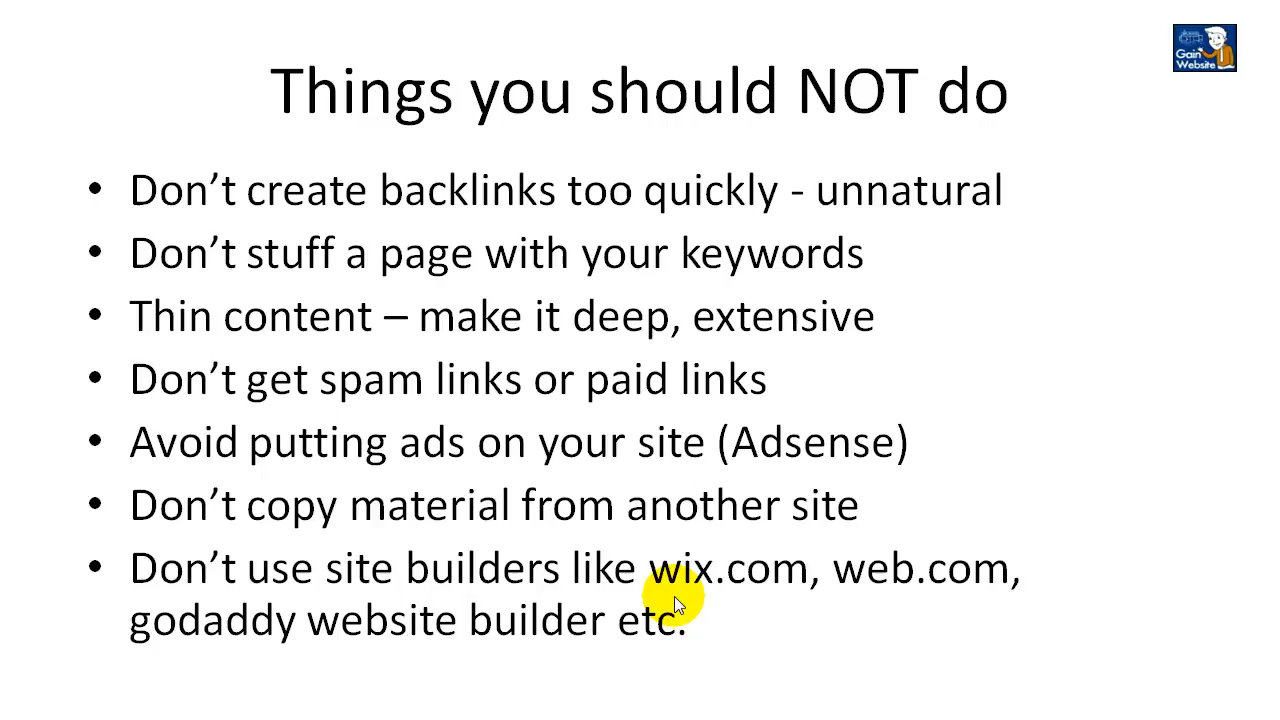 Gain
Website
Things you should NOT do
• Don’t create backlinks too quickly - unnatural
• Don’t stuff a page with your keywords
• Thin content – make it deep, extensive
• Don’t get spam links or paid links
• Avoid putting ads on your site (Adsense)
• Don’t copy material from another site
• Don’t use site builders like wix.com, web.com,
godaddy website builder etc.